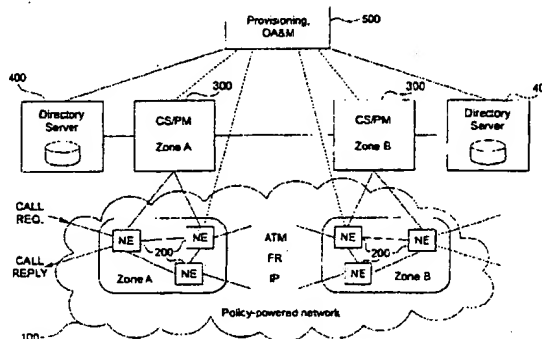 Provisioning,
OA&M
500
400
300
300
40
Directory
Server
CS/PM
Zone A
CS/PM
Zone B
Directory
Server
CALL
REQ.
CALL
REPLY
NE
NE
200
NE
Zone A
ATM
FR
IP
NE
NE
200
NE
Zone B
Policy-powered network
100